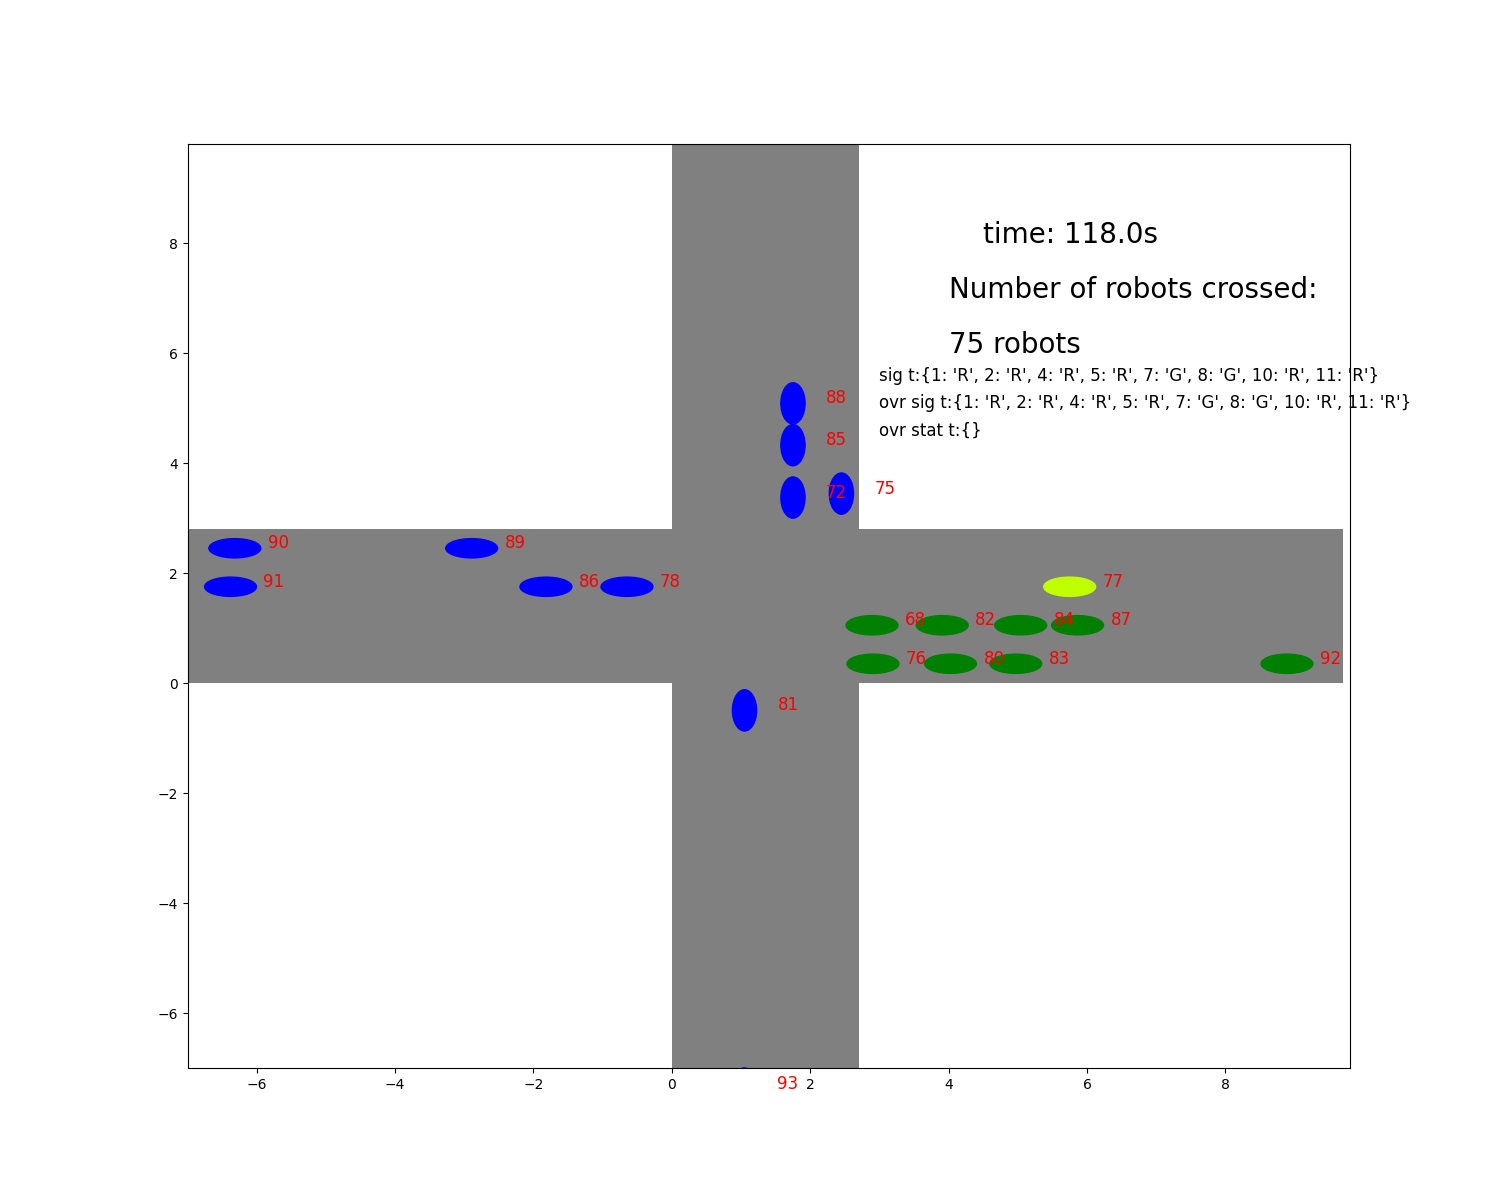 time: 118.0s
Number of robots crossed:
75 robots
sig t:{1: 'R', 2: 'R', 4: 'R', 5: 'R', 7: 'G', 8: 'G', 10: 'R', 11: 'R'}
ovr sig t:{1: 'R', 2: 'R', 4: 'R', 5: 'R', 7: 'G', 8: 'G', 10: 'R', 11: 'R'}
ovr stat t:{}
88
85
72 75
90 89
91 86 78 77
68 82 84 87
76 80 83 92
81
93
8
6
4
2
0
−2
−4
−6
−6 −4 −2 0 2 4 6 8